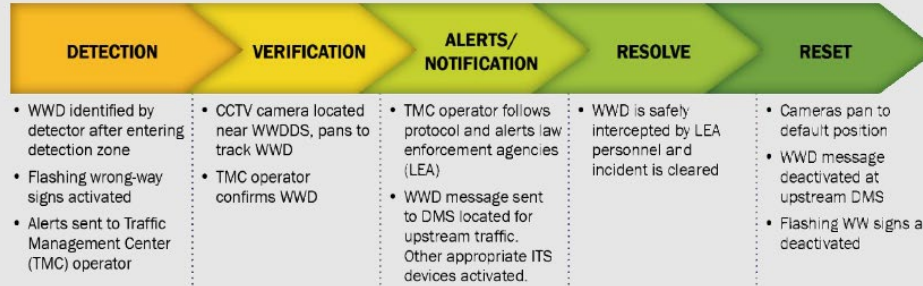 DETECTION
VERIFICATION
ALERTS/
NOTIFICATION
RESOLVE
RESET
• WWD identified by
detector after entering
detection zone
• Flashing wrong-way
signs activated
• Alerts sent to Traffic
Management Center
(TMC) operator
• CCTV camera located
near WWDDS, pans to
track WWD
• TMC operator
confirms WWD
• TMC operator follows
protocol and alerts law
enforcement agencies
(LEA)
• WWD message sent
to DMS located for
upstream traffic.
Other appropriate ITS
devices activated.
• WWD is safely
intercepted by LEA
personnel and
incident is cleared
• Cameras pan to
default position
• WWD message
deactivated at
upstream DMS
• Flashing WW signs a
deactivated